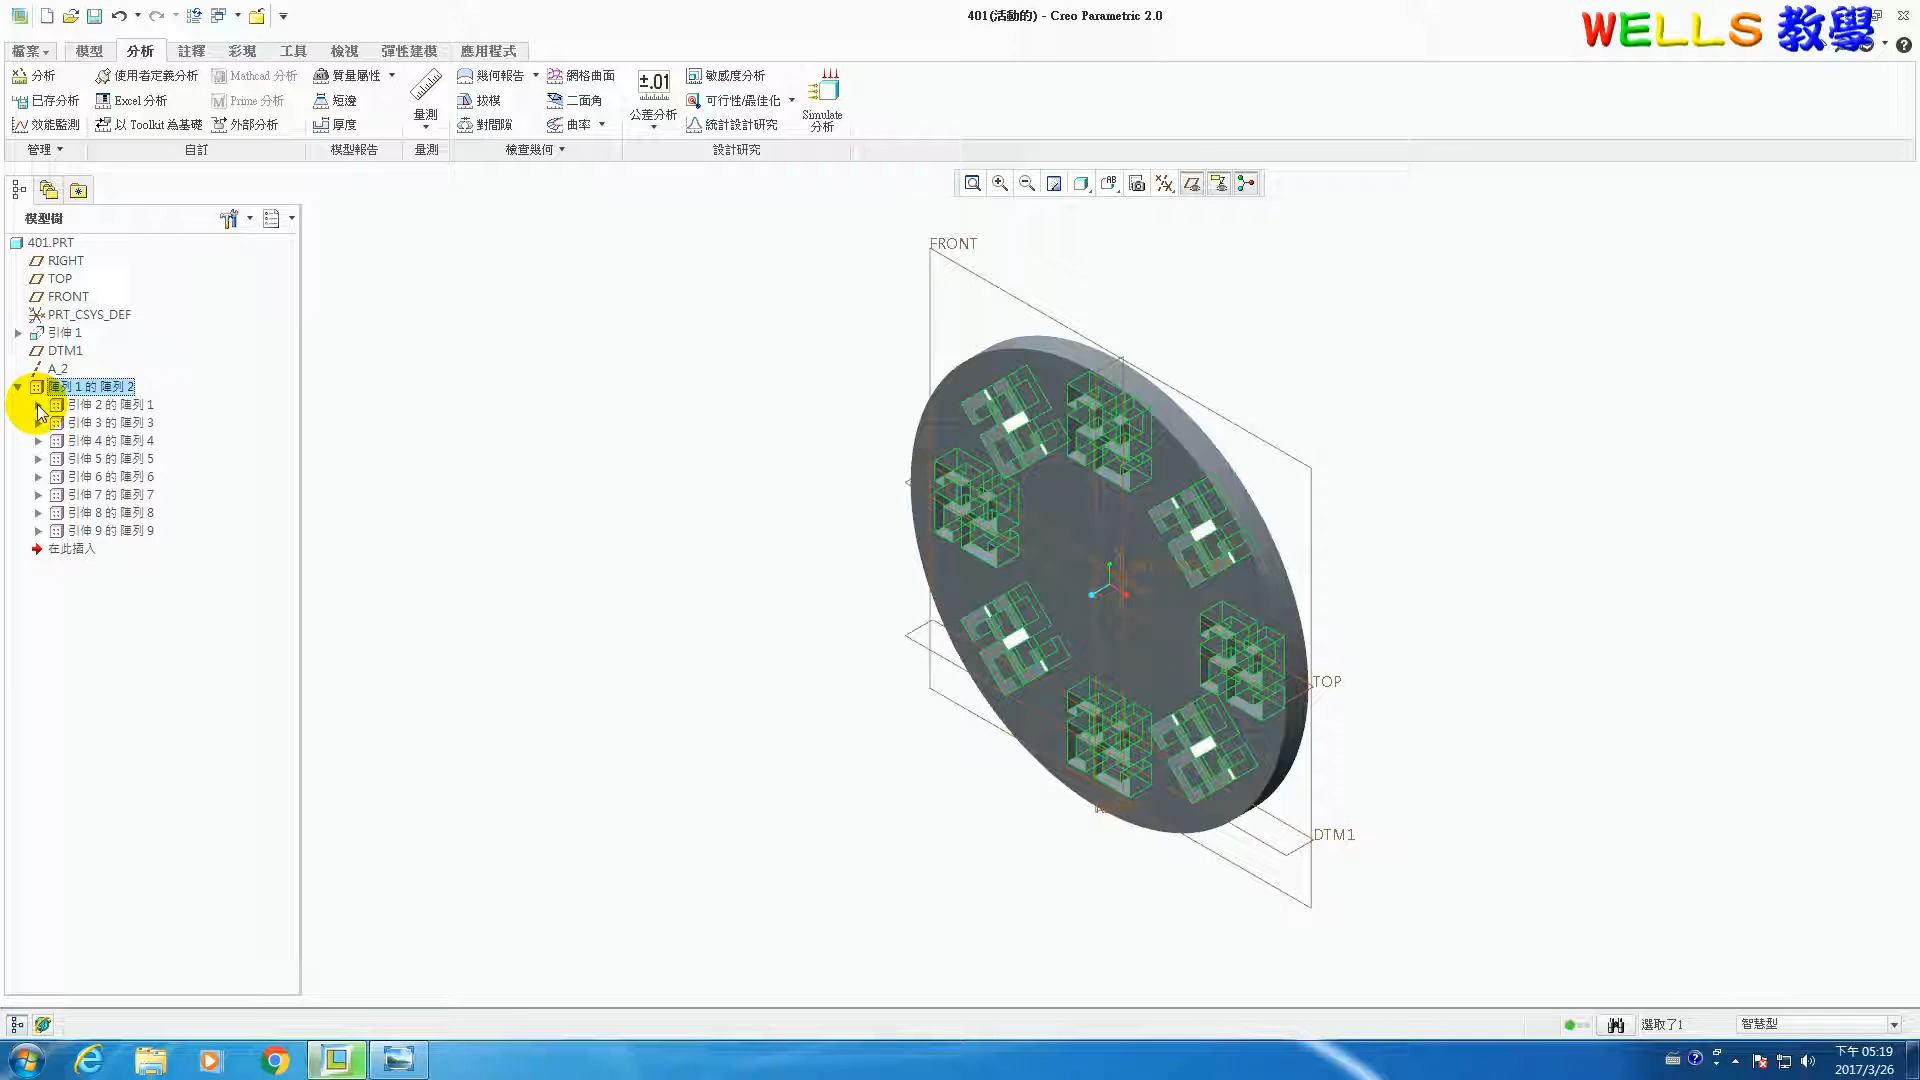 401(活動的) - Creo Parametric 2.0
WELLS 教學
檔案 模型 分析 註釋 彩現 工具 檢視 彈性建模 應用程式
分析 使用者定義分析 Mathcad 分析 質量屬性 幾何報告 網格曲面 敏感度分析
已存分析 Excel 分析 Prime 分析 短邊 量測 拔模 二面角 公差分析 可行性/最佳化 Simulate
效能監測 以 Toolkit 為基礎 外部分析 厚度 對間隙 曲率 統計設計研究 分析
管理 自訂 模型報告 量測 檢查幾何 設計研究
模型樹
401.PRT
RIGHT
TOP
FRONT
PRT_CSYS_DEF
引伸 1
DTM1
A_2
陣列 1 的 陣列 2
引伸 2 的 陣列 1
引伸 3 的 陣列 3
引伸 4 的 陣列 4
引伸 5 的 陣列 5
引伸 6 的 陣列 6
引伸 7 的 陣列 7
引伸 8 的 陣列 8
引伸 9 的 陣列 9
在此插入
FRONT
TOP
DTM1
選取了1
智慧型
下午 05:19
2017/3/26